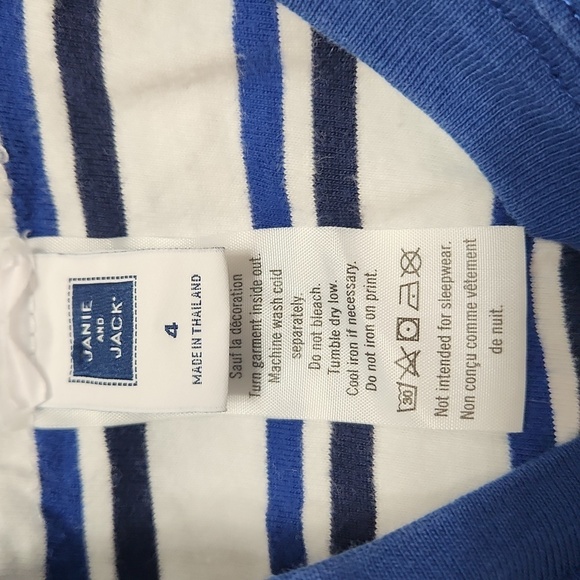 JANIE
AND
JACK®
4
MADE IN THAILAND
Sauf la décoration
Turn garment inside out.
Machine wash cold
separately.
Do not bleach.
Tumble dry low.
Cool iron if necessary.
Do not iron on print.
30
Not intended for sleepwear.
Non conçu comme vêtement
de nuit.